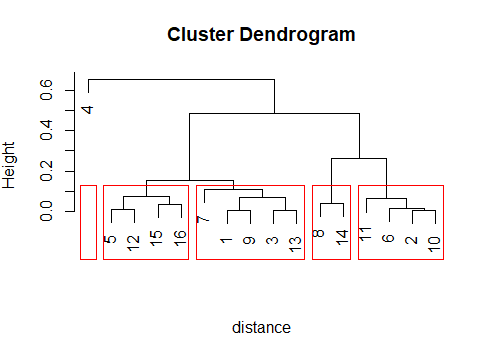 Cluster Dendrogram
Height
0.0 0.2 0.4 0.6
4
5 12 15 16 7 1 9 3 13 8 14 11 6 2 10
distance